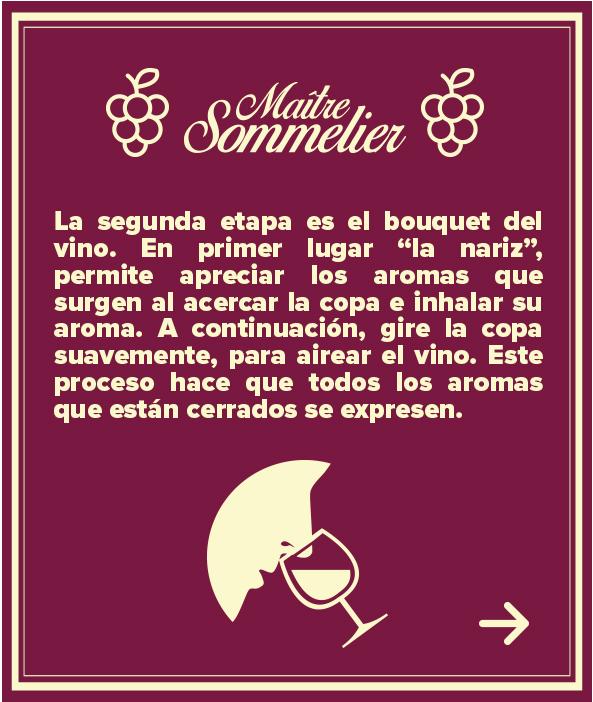 Maître
Sommelier
La segunda etapa es el bouquet del
vino. En primer lugar “la nariz”,
permite apreciar los aromas que
surgen al acercar la copa e inhalar su
aroma. A continuación, gire la copa
suavemente, para airear el vino. Este
proceso hace que todos los aromas
que están cerrados se expresen.